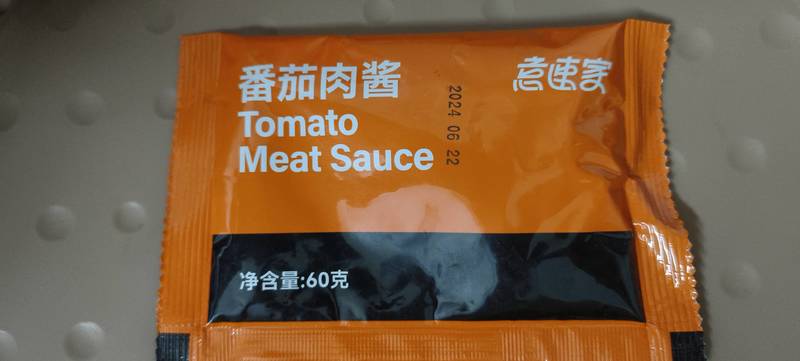 番茄肉酱
意速家
Tomato
Meat Sauce
2024 06 22
净含量:60克